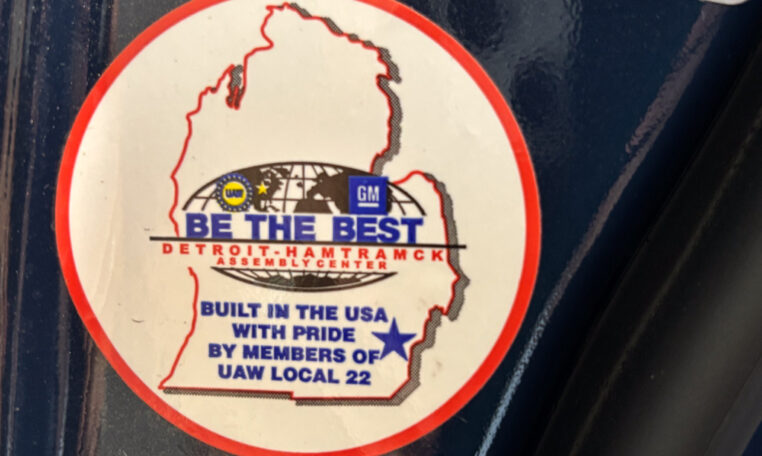 UAW
GM
BE THE BEST
DETROIT-HAMTRAMCK
ASSEMBLY CENTER
BUILT IN THE USA
WITH PRIDE
BY MEMBERS OF
UAW LOCAL 22